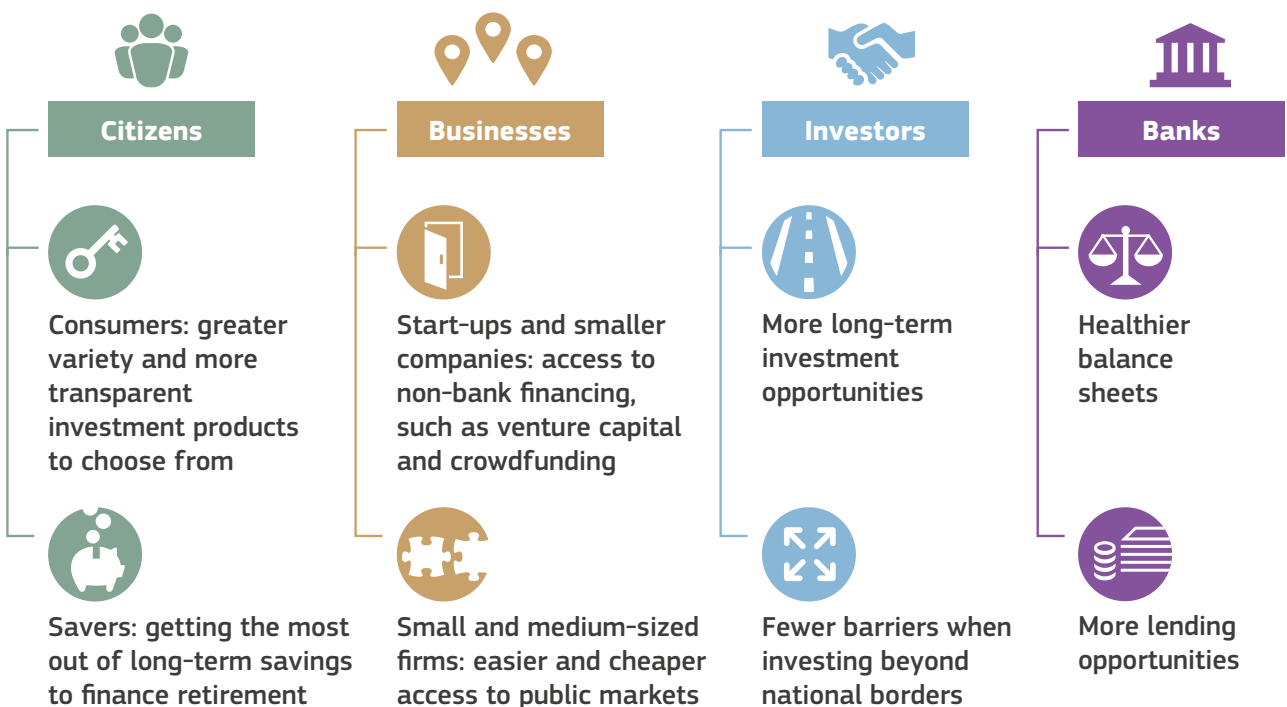 Citizens
Consumers: greater
variety and more
transparent
investment products
to choose from
Savers: getting the most
out of long-term savings
to finance retirement
Businesses
Start-ups and smaller
companies: access to
non-bank financing,
such as venture capital
and crowdfunding
Small and medium-sized
firms: easier and cheaper
access to public markets
Investors
More long-term
investment
opportunities
Fewer barriers when
investing beyond
national borders
Banks
Healthier
balance
sheets
More lending
opportunities